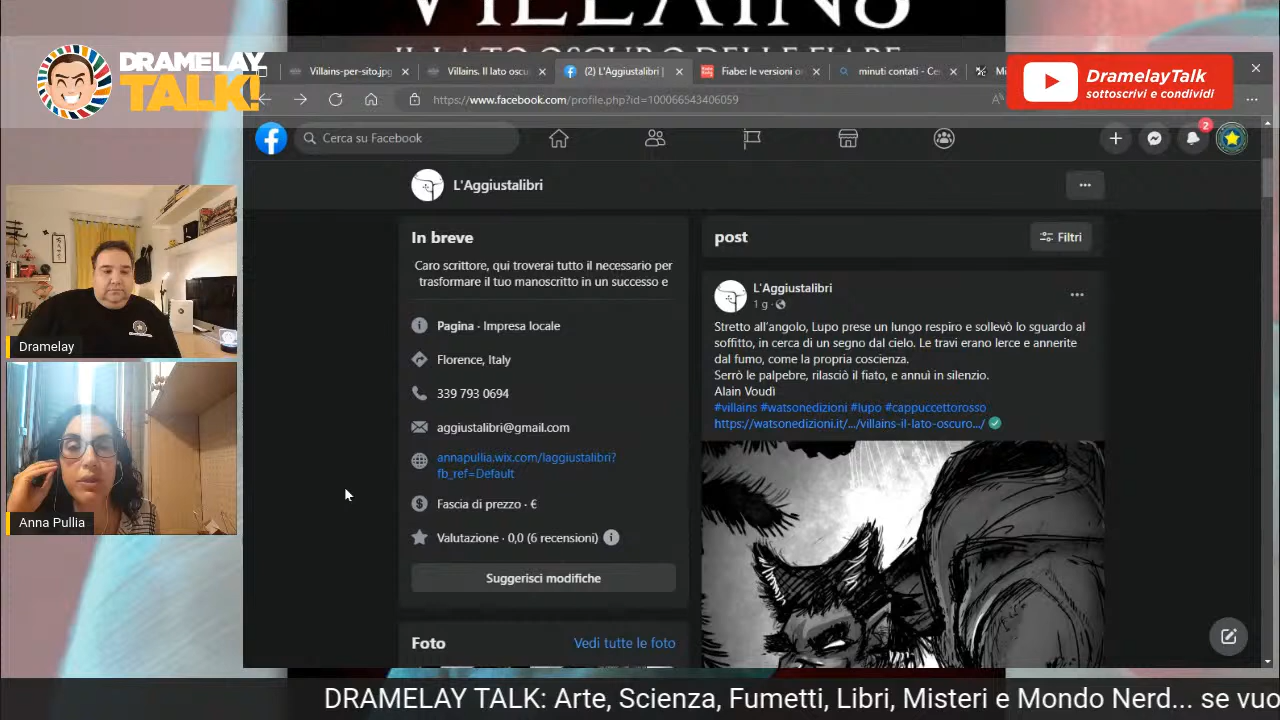 VILLAINS
IL LATO OSCURO DELLE FIABE
DRAMELAY
TALK!
Villains-per-sito.jpg
Villains. Il lato oscu
(2) L'Aggiustalibri |
Fiabe: le versioni d
minuti contati - Ce
DramelayTalk
sottoscrivi e condividi
https://www.facebook.com/profile.php?id=100066543406059
Cerca su Facebook
2
L'Aggiustalibri
In breve
Caro scrittore, qui troverai tutto il necessario per
trasformare il tuo manoscritto in un successo e
Pagina · Impresa locale
Florence, Italy
339 793 0694
aggiustalibri@gmail.com
annapullia.wix.com/laggiustalibri?
fb_ref=Default
Fascia di prezzo · €
Valutazione · 0,0 (6 recensioni)
Suggerisci modifiche
Foto
Vedi tutte le foto
post
Filtri
L'Aggiustalibri
1 g ·
Stretto all'angolo, Lupo prese un lungo respiro e sollevò lo sguardo al
soffitto, in cerca di un segno dal cielo. Le travi erano lerce e annerite
dal fumo, come la propria coscienza.
Serrò le palpebre, rilasciò il fiato, e annuì in silenzio.
Alain Voudì
#villains #watsonedizioni #lupo #cappuccettorosso
https://watsonedizioni.it/.../villains-il-lato-oscuro.../
Dramelay
Anna Pullia
DRAMELAY TALK: Arte, Scienza, Fumetti, Libri, Misteri e Mondo Nerd... se vuo